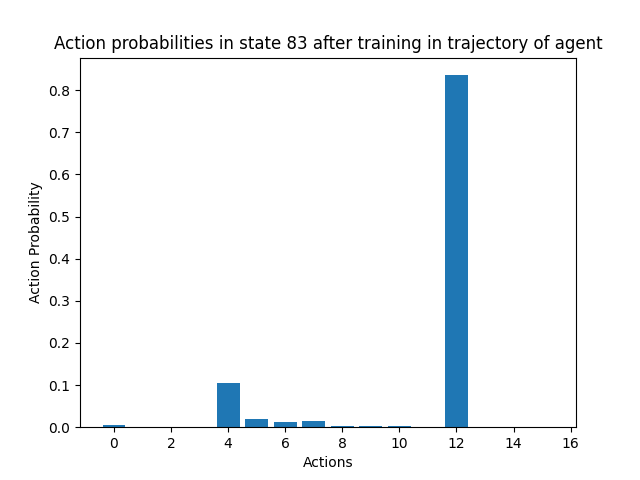 Action probabilities in state 83 after training in trajectory of agent
Action Probability
0.8
0.7
0.6
0.5
0.4
0.3
0.2
0.1
0.0
0 2 4 6 8 10 12 14 16
Actions